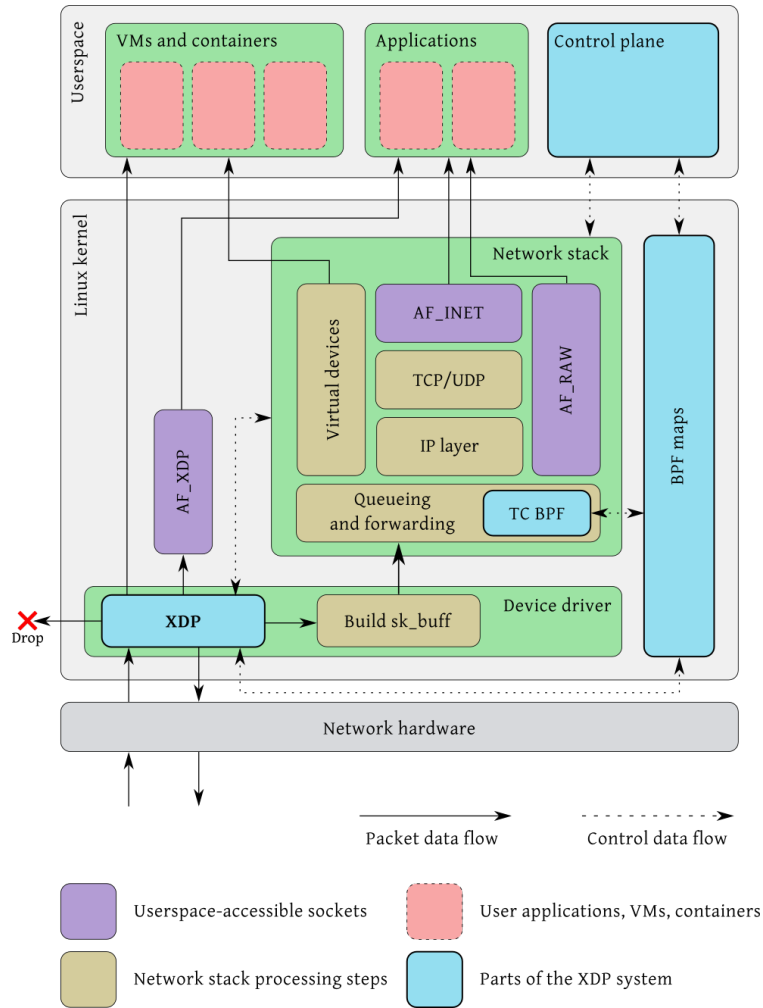 Userspace
VMs and containers
Applications
Control plane
Linux kernel
Network stack
Virtual devices
AF_INET
AF_RAW
TCP/UDP
IP layer
BPF maps
AF_XDP
Queueing
and forwarding
TC BPF
Device driver
XDP
Build sk_buff
Drop
Network hardware
Packet data flow
Control data flow
Userspace-accessible sockets
User applications, VMs, containers
Network stack processing steps
Parts of the XDP system